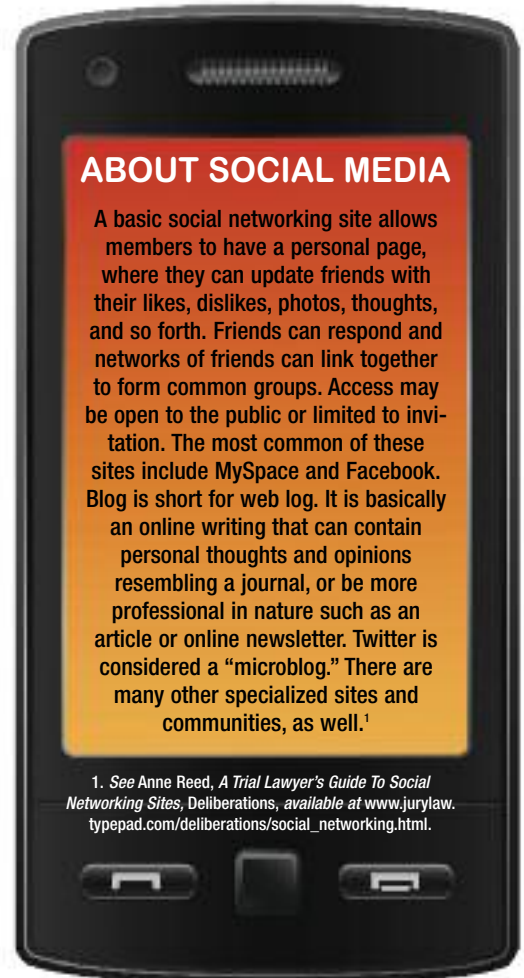 ABOUT SOCIAL MEDIA
A basic social networking site allows
members to have a personal page,
where they can update friends with
their likes, dislikes, photos, thoughts,
and so forth. Friends can respond and
networks of friends can link together
to form common groups. Access may
be open to the public or limited to invi-
tation. The most common of these
sites include MySpace and Facebook.
Blog is short for web log. It is basically
an online writing that can contain
personal thoughts and opinions
resembling a journal, or be more
professional in nature such as an
article or online newsletter. Twitter is
considered a “microblog.” There are
many other specialized sites and
communities, as well.1
1. See Anne Reed, A Trial Lawyer’s Guide To Social
Networking Sites, Deliberations, available at www.jurylaw.
typepad.com/deliberations/social_networking.html.